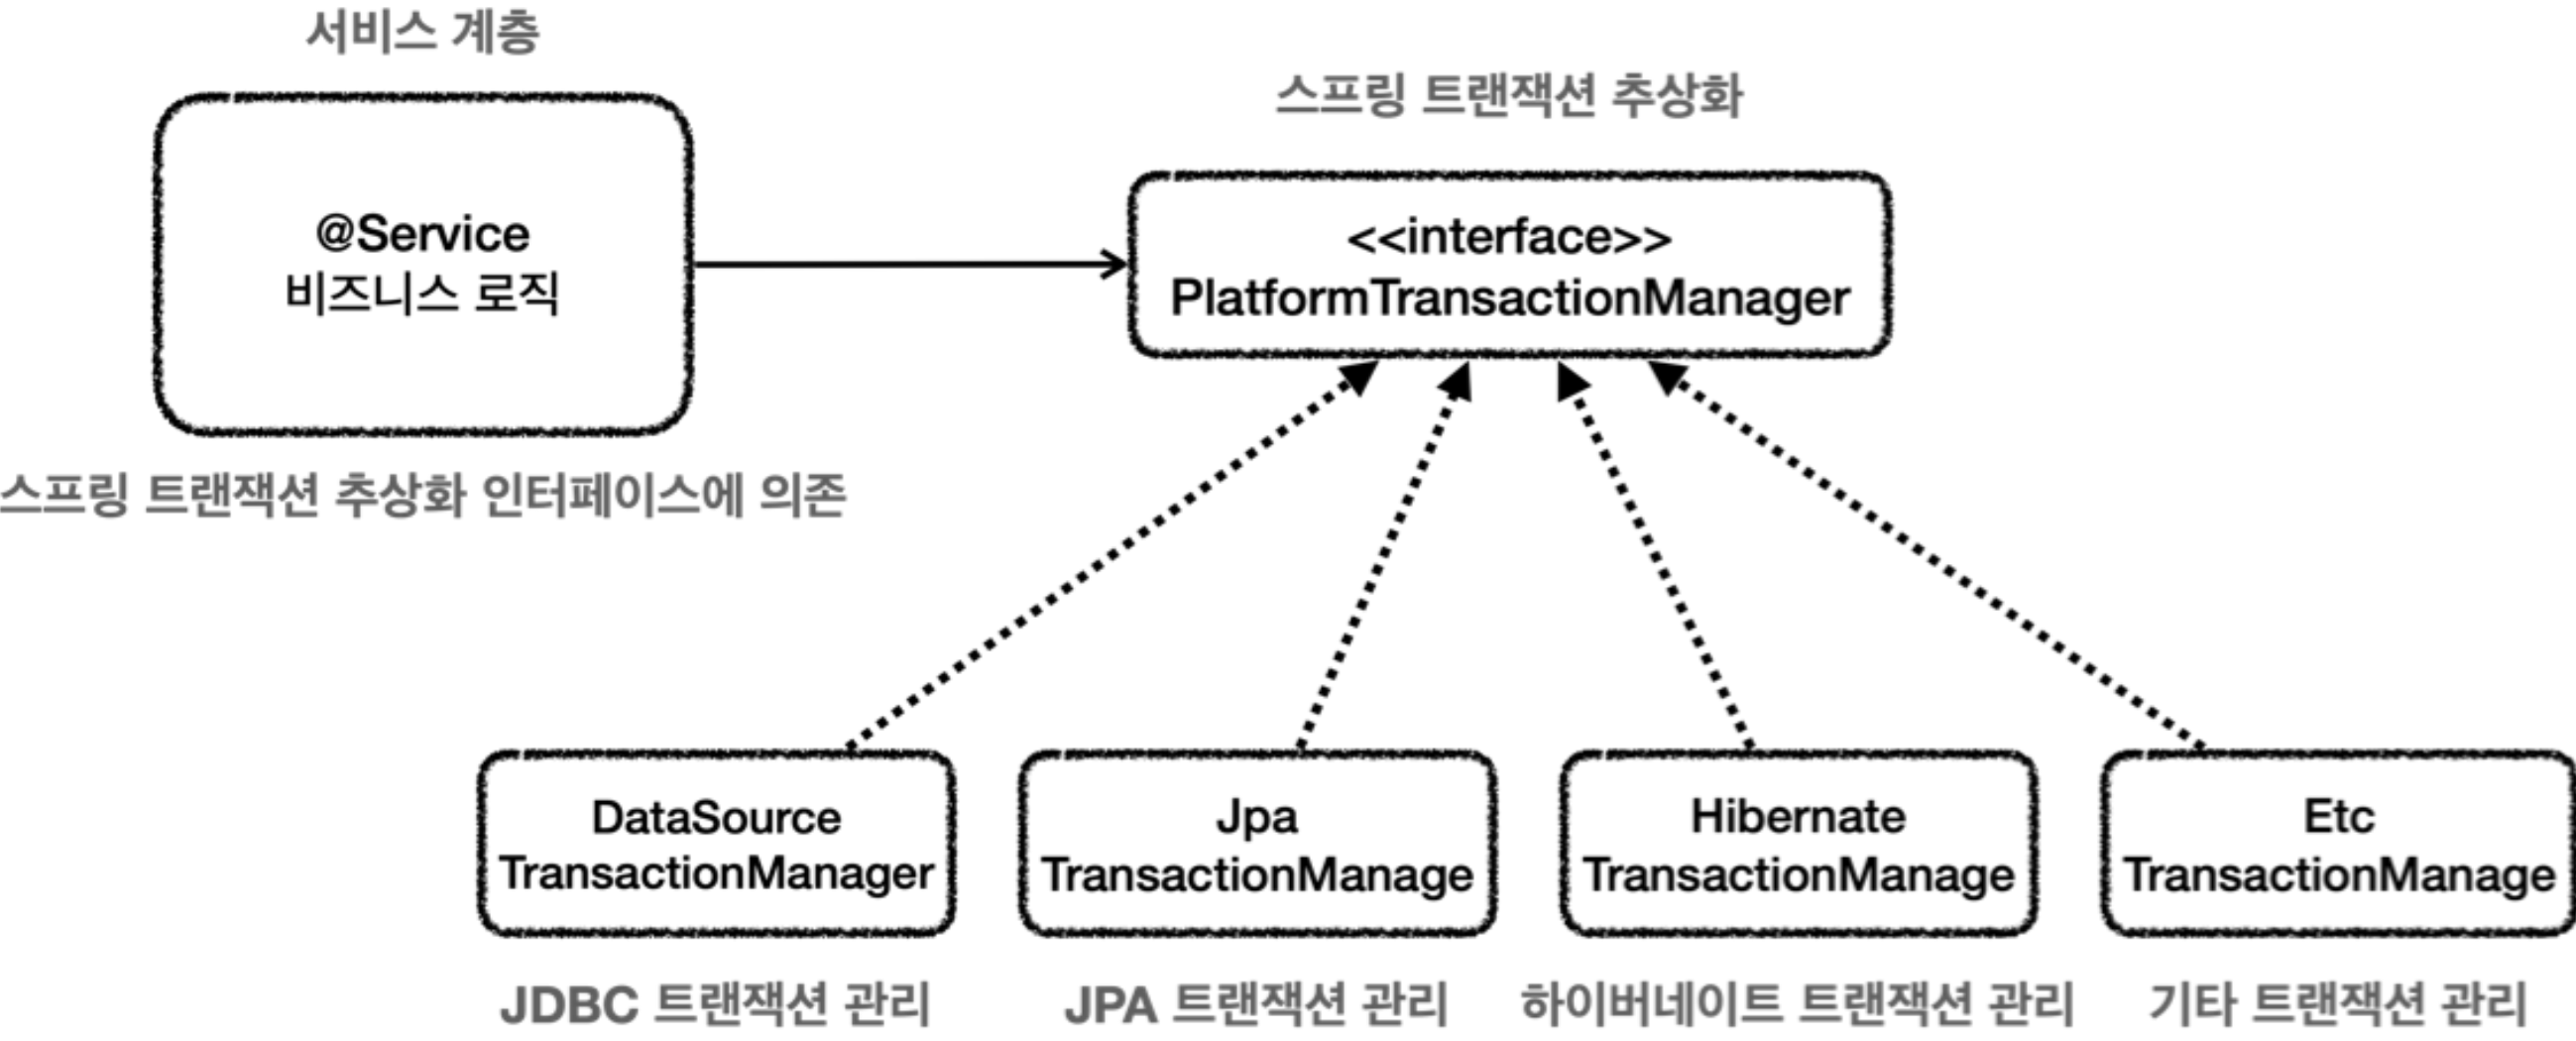 서비스 계층
@Service
비즈니스 로직
스프링 트랜잭션 추상화 인터페이스에 의존
스프링 트랜잭션 추상화
<<interface>>
PlatformTransactionManager
DataSource
TransactionManager
JDBC 트랜잭션 관리
Jpa
TransactionManage
JPA 트랜잭션 관리
Hibernate
TransactionManage
하이버네이트 트랜잭션 관리
Etc
TransactionManage
기타 트랜잭션 관리